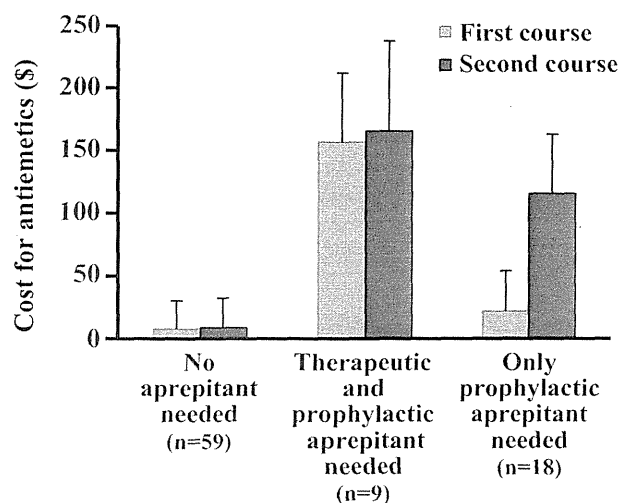 Cost for antiemetics ($)
250
200
150
100
50
0
First course
Second course
No
aprepitant
needed
(n=59)
Therapeutic
and
prophylactic
aprepitant
needed
(n=9)
Only
prophylactic
aprepitant
needed
(n=18)